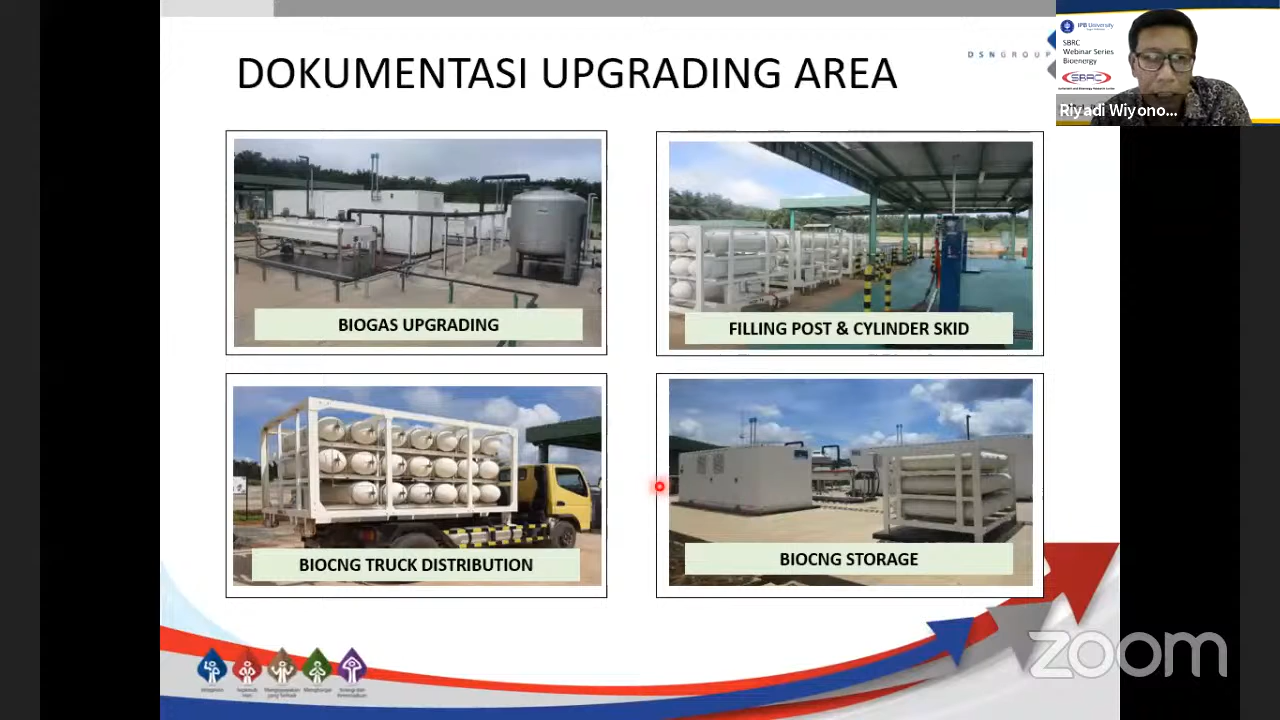 DOKUMENTASI UPGRADING AREA
DSNGROUP
IPB University
SBRC
Webinar Series
Bioenergy
SBRC
Riyadi Wiyono...
BIOGAS UPGRADING
FILLING POST & CYLINDER SKID
BIOCNG TRUCK DISTRIBUTION
BIOCNG STORAGE
zoom